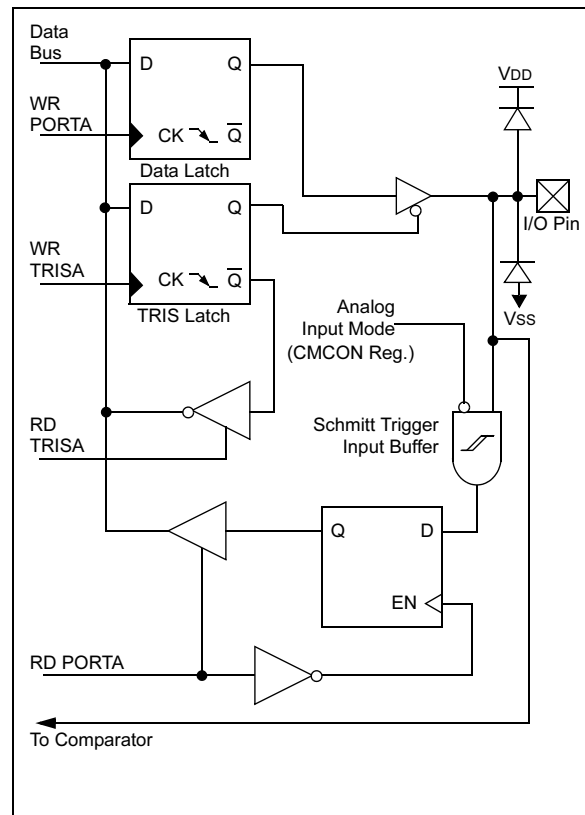 Data
Bus
D
Q
VDD
WR
PORTA
CK
Q
Data Latch
D
Q
I/O Pin
WR
TRISA
CK
Q
TRIS Latch
VSS
Analog
Input Mode
(CMCON Reg.)
Schmitt Trigger
Input Buffer
RD
TRISA
Q
D
EN
RD PORTA
To Comparator